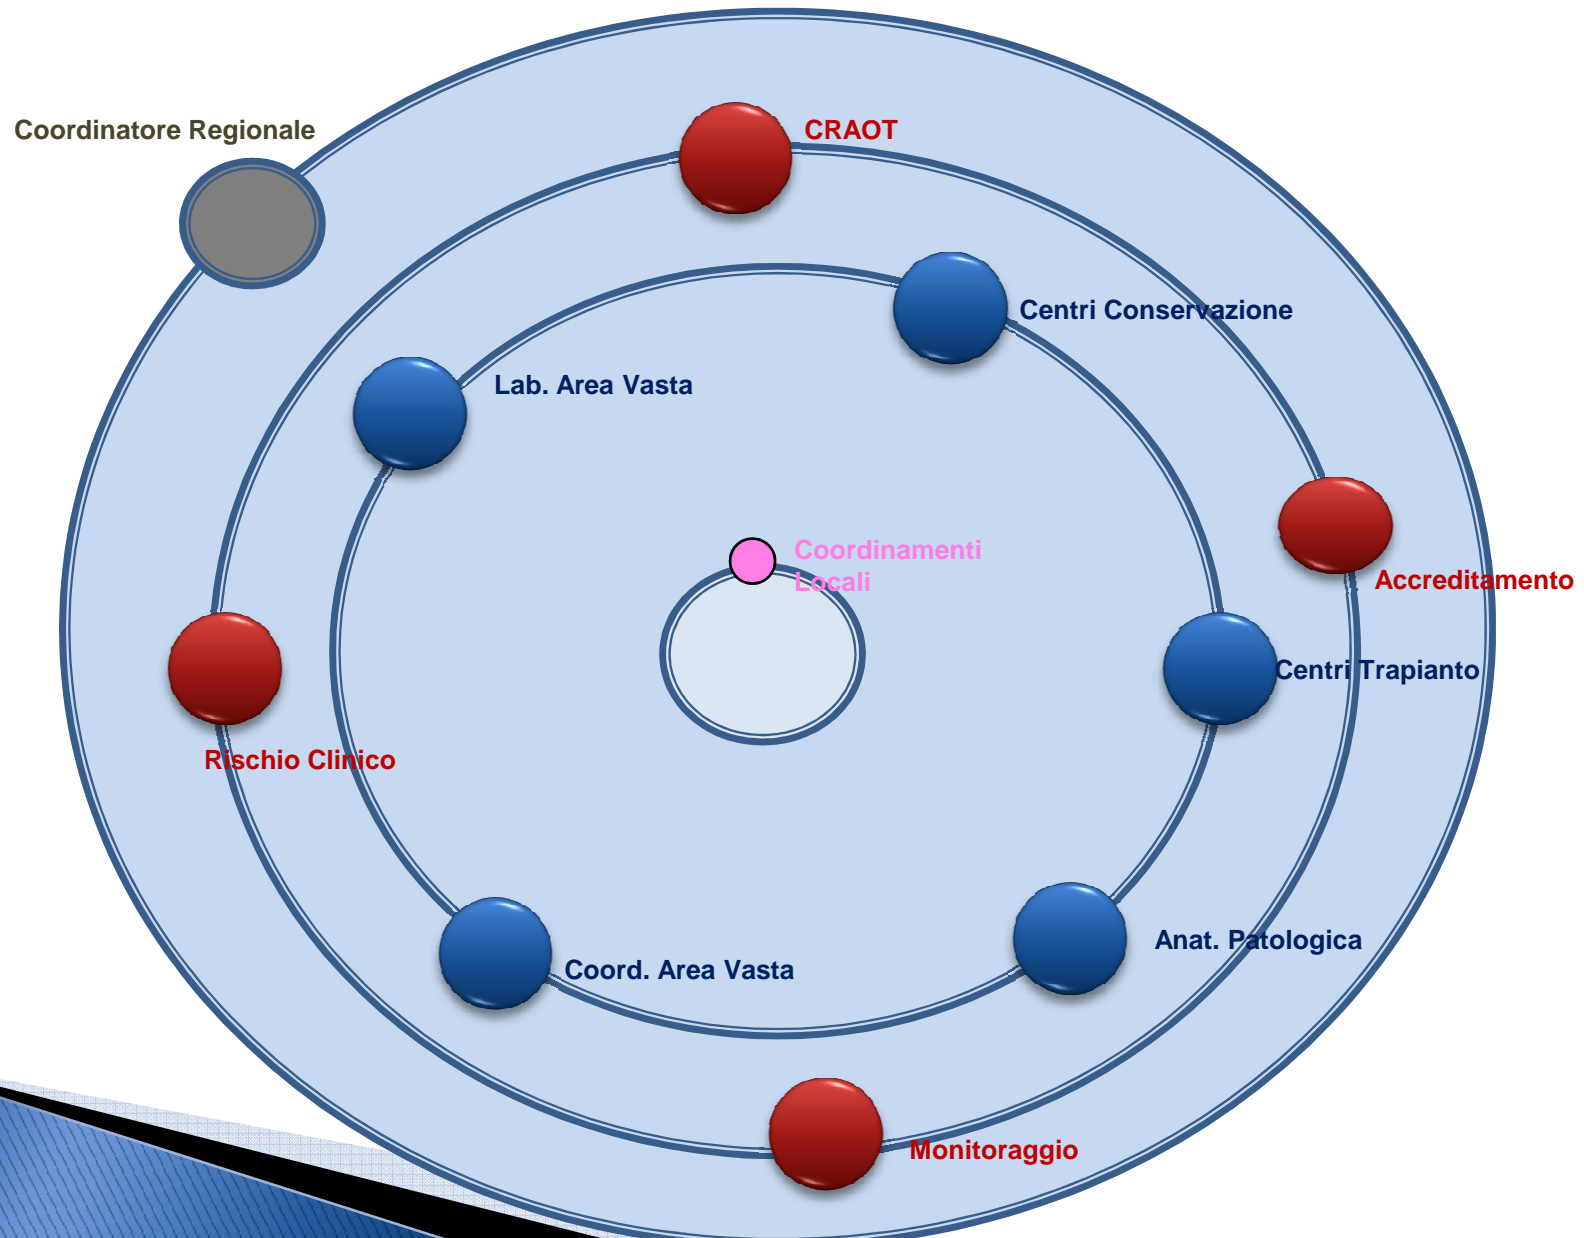 Coordinatore Regionale
CRAOT
Centri Conservazione
Lab. Area Vasta
Coordinamenti
Locali
Accreditamento
Centri Trapianto
Rischio Clinico
Anat. Patologica
Coord. Area Vasta
Monitoraggio